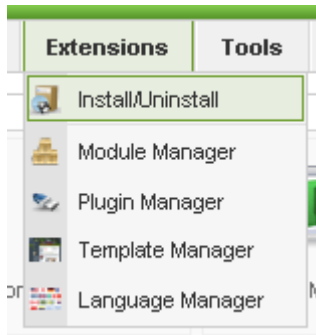 Extensions Tools
Install/Uninstall
Module Manager
Plugin Manager
Template Manager
Language Manager